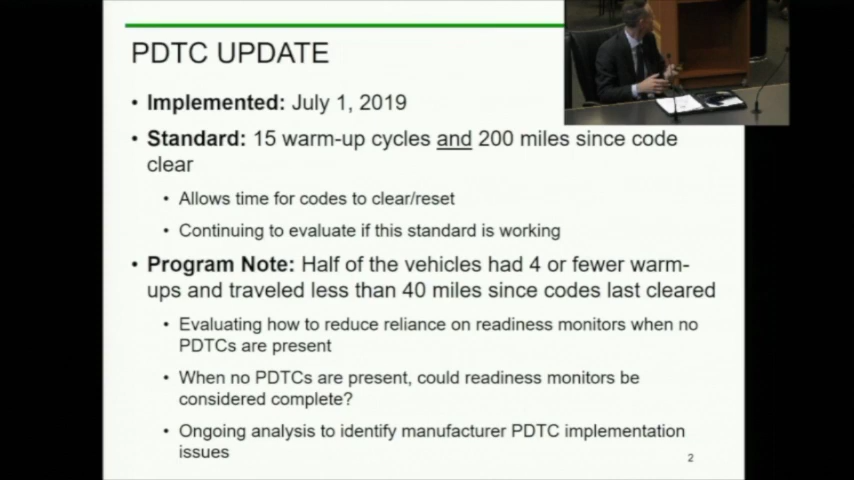 PDTC UPDATE
• Implemented: July 1, 2019
• Standard: 15 warm-up cycles and 200 miles since code
clear
• Allows time for codes to clear/reset
• Continuing to evaluate if this standard is working
• Program Note: Half of the vehicles had 4 or fewer warm-
ups and traveled less than 40 miles since codes last cleared
• Evaluating how to reduce reliance on readiness monitors when no
PDTCs are present
• When no PDTCs are present, could readiness monitors be
considered complete?
• Ongoing analysis to identify manufacturer PDTC implementation
issues
2